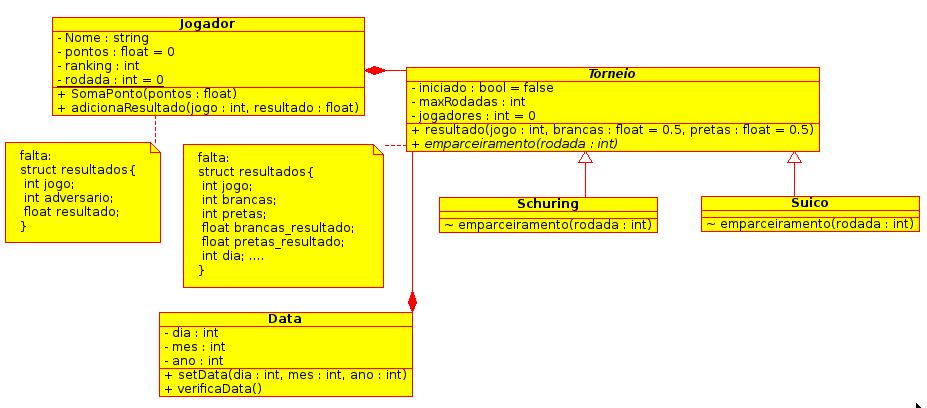 Jogador
- Nome : string
- pontos : float = 0
- ranking : int
- rodada : int = 0
+ SomaPonto(pontos : float)
+ adicionaResultado(jogo : int, resultado : float)
Torneio
- iniciado : bool = false
- maxRodadas : int
- jogadores : int = 0
+ resultado(jogo : int, brancas : float = 0.5, pretas : float = 0.5)
+ emparceiramento(rodada : int)
falta:
struct resultados{
int jogo;
int adversario;
float resultado;
}
falta:
struct resultados{
int jogo;
int brancas;
int pretas;
float brancas_resultado;
float pretas_resultado;
int dia; ....
}
Schuring
~ emparceiramento(rodada : int)
Suico
~ emparceiramento(rodada : int)
Data
- dia : int
- mes : int
- ano : int
+ setData(dia : int, mes : int, ano : int)
+ verificaData()